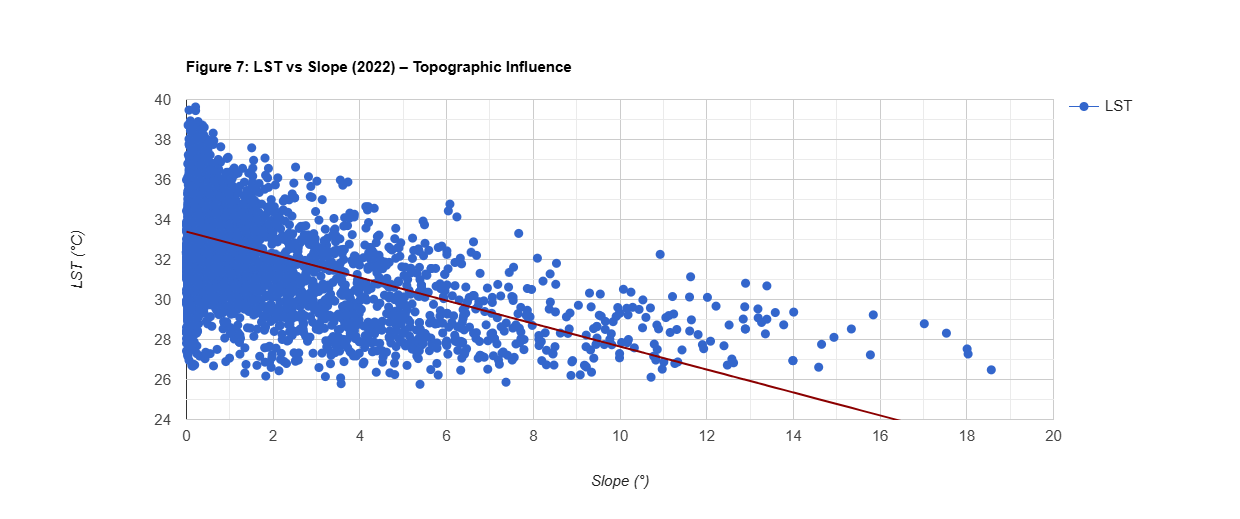 Figure 7: LST vs Slope (2022) – Topographic Influence
LST
LST (°C)
40
38
36
34
32
30
28
26
24
0 2 4 6 8 10 12 14 16 18 20
Slope (°)